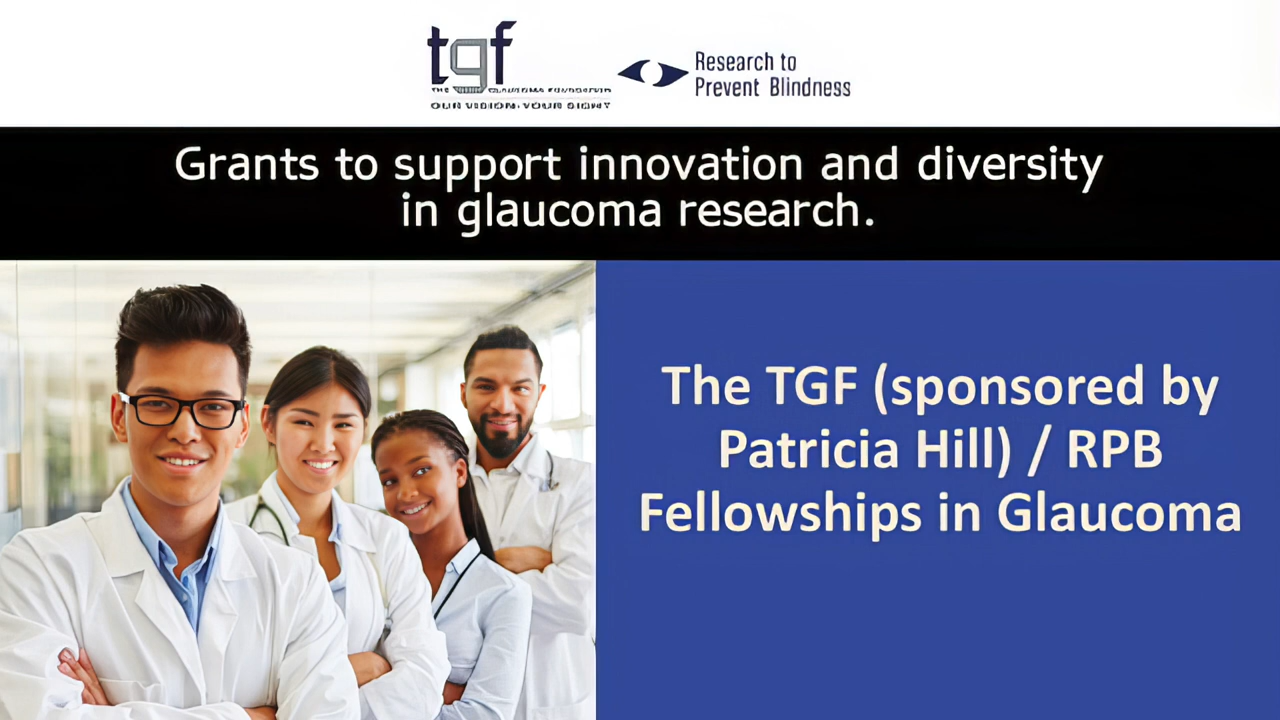 tgf
OUR VISION: YOUR SIGHT
Research to
Prevent Blindness
Grants to support innovation and diversity
in glaucoma research.
The TGF (sponsored by
Patricia Hill) / RPB
Fellowships in Glaucoma